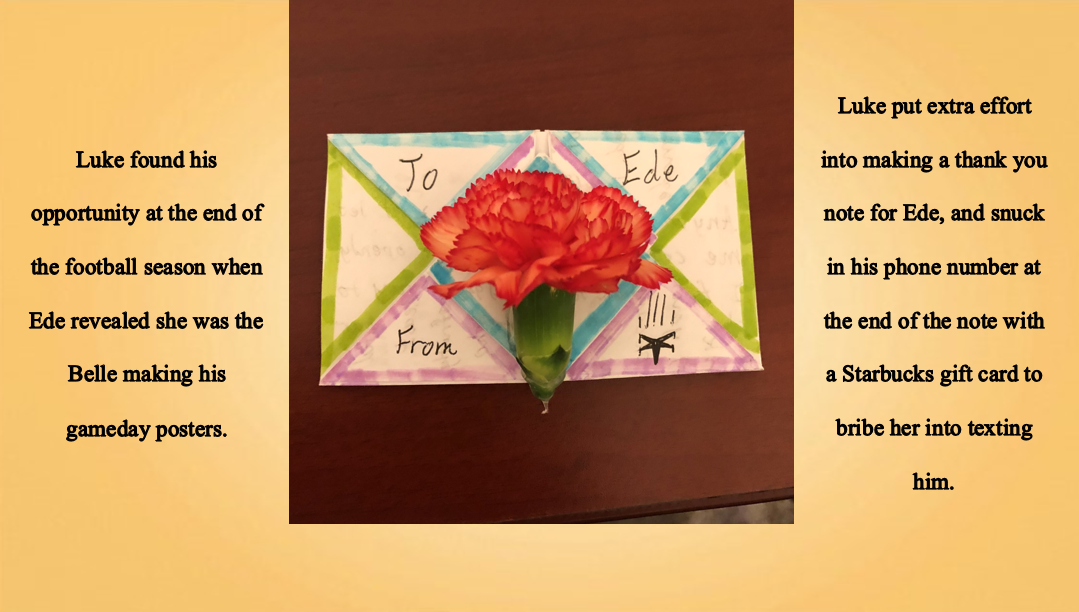 Luke found his
opportunity at the end of
the football season when
Ede revealed she was the
Belle making his
gameday posters.
To
Ede
From
Luke put extra effort
into making a thank you
note for Ede, and snuck
in his phone number at
the end of the note with
a Starbucks gift card to
bribe her into texting
him.